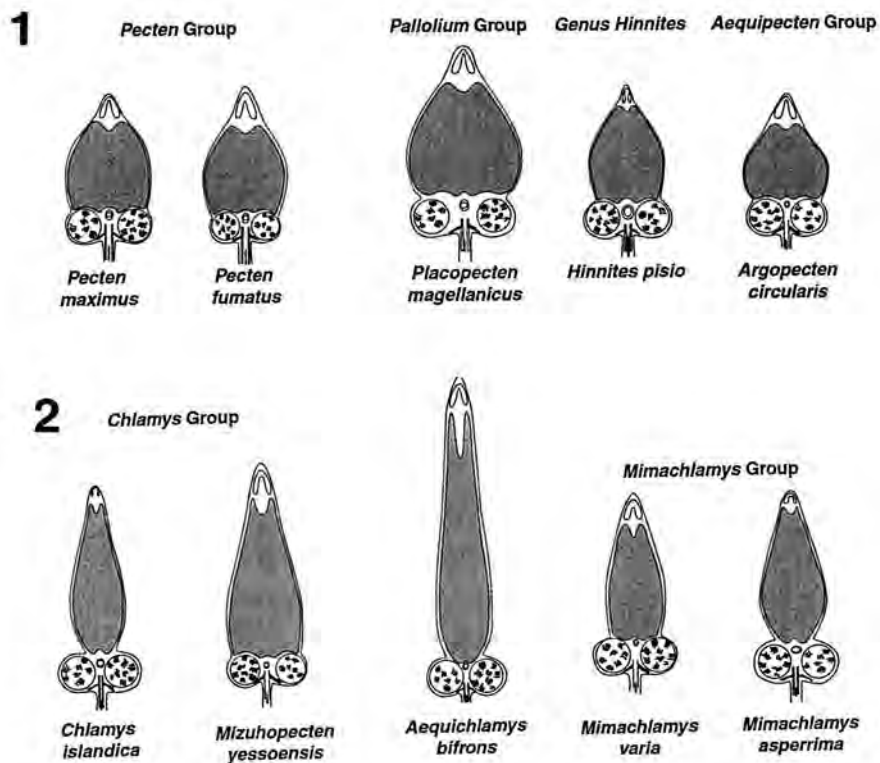 1
Pecten Group
Pallolium Group
Genus Hinnites
Aequipecten Group
Pecten
maximus
Pecten
fumatus
Placopecten
magellanicus
Hinnites pisio
Argopecten
circularis
2
Chlamys Group
Mimachlamys Group
Chlamys
islandica
Mizuhopecten
yessoensis
Aequichlamys
bifrons
Mimachlamys
varia
Mimachlamys
asperrima